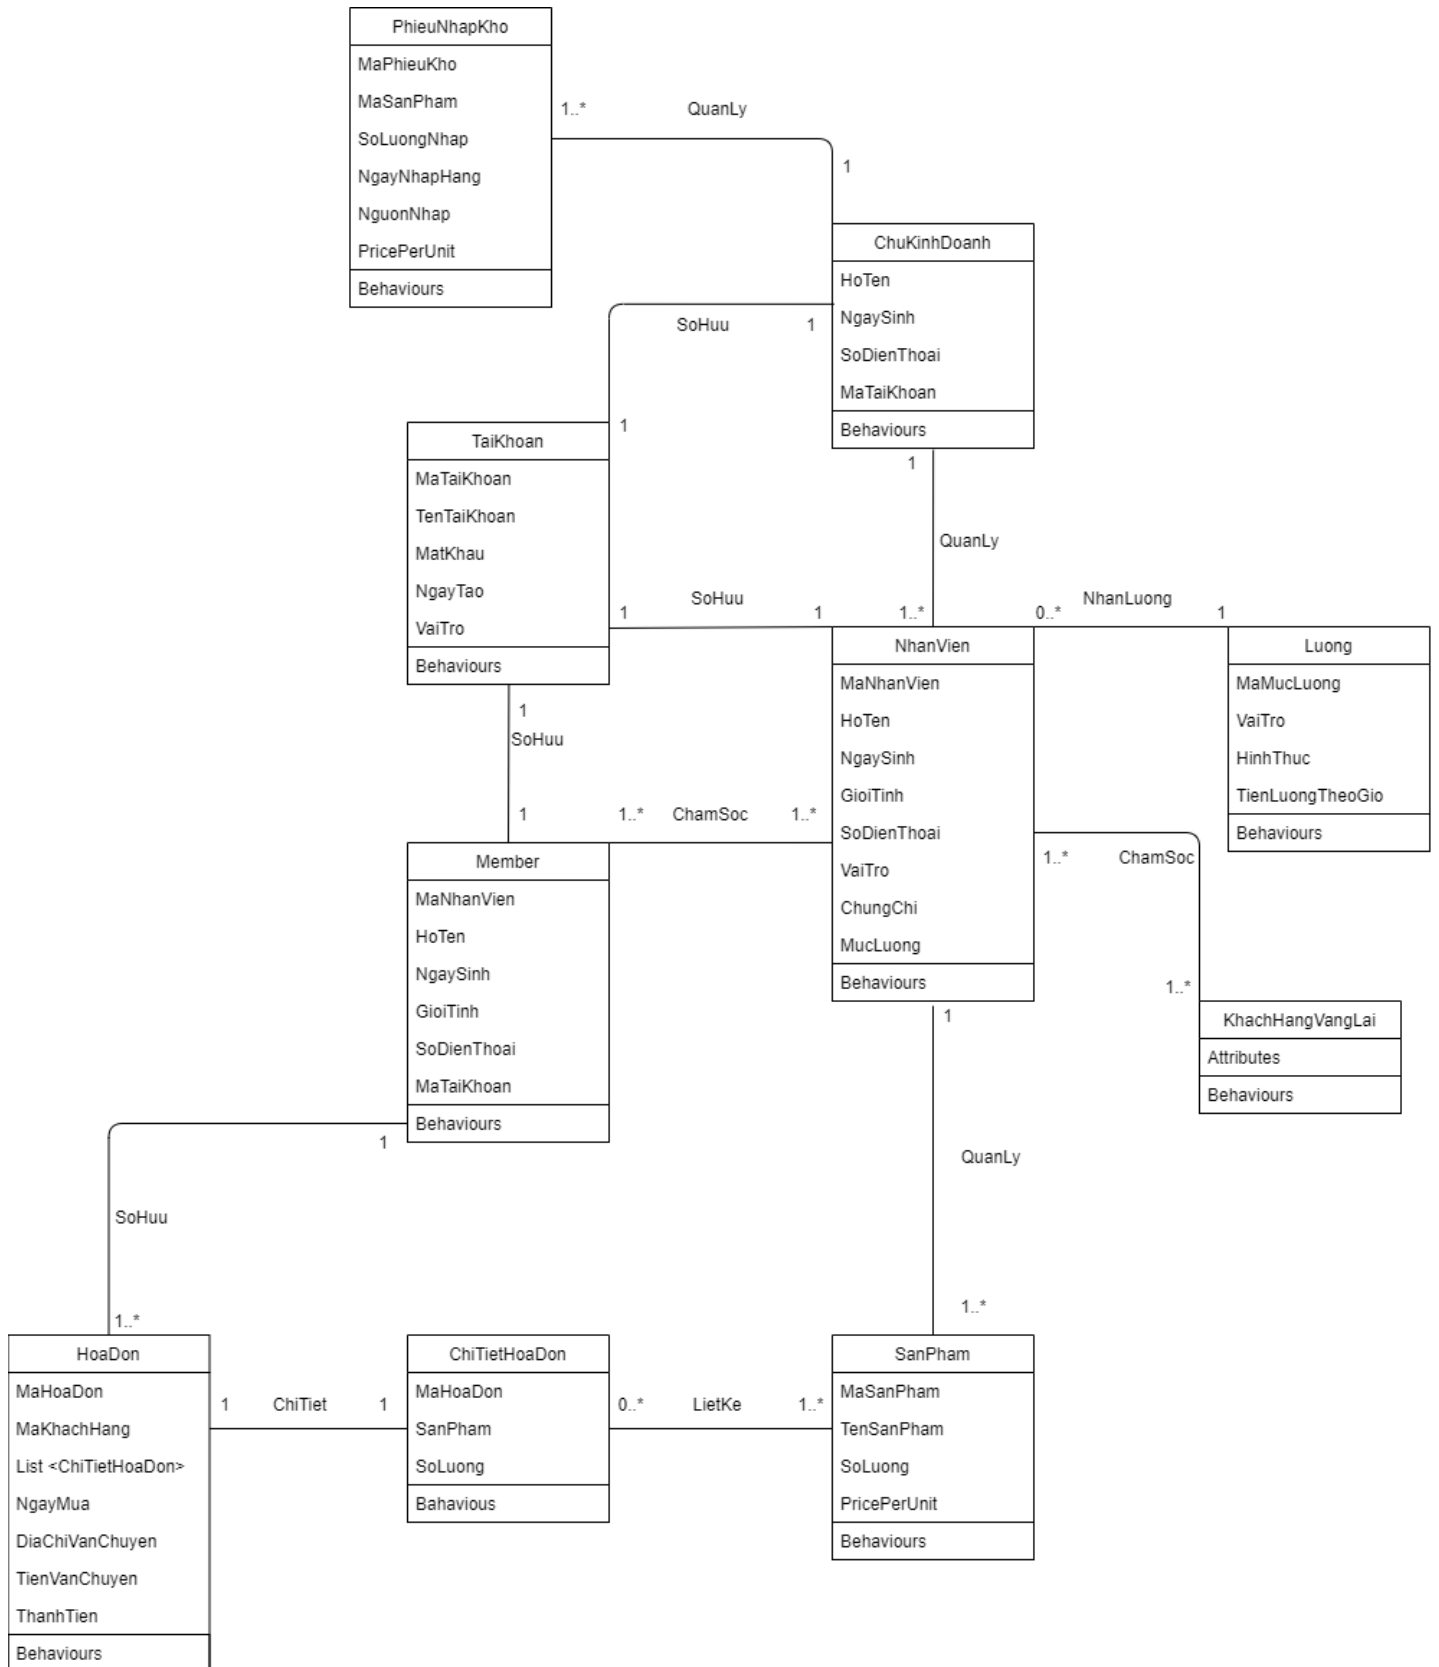 PhieuNhapKho
MaPhieuKho
MaSanPham
SoLuongNhap
NgayNhapHang
NguonNhap
PricePerUnit
Behaviours
1..*
QuanLy
1
ChuKinhDoanh
HoTen
NgaySinh
SoDienThoai
MaTaiKhoan
Behaviours
SoHuu
1
1
TaiKhoan
MaTaiKhoan
TenTaiKhoan
MatKhau
NgayTao
VaiTro
Behaviours
1
QuanLy
1
SoHuu
1
1..*
0..*
NhanLuong
1
NhanVien
MaNhanVien
HoTen
NgaySinh
GioiTinh
SoDienThoai
VaiTro
ChungChi
MucLuong
Behaviours
Luong
MaMucLuong
VaiTro
HinhThuc
TienLuongTheoGio
Behaviours
1
SoHuu
1
1..*
ChamSoc
1..*
Member
MaNhanVien
HoTen
NgaySinh
GioiTinh
SoDienThoai
MaTaiKhoan
Behaviours
1..*
ChamSoc
1..*
KhachHangVangLai
Attributes
Behaviours
1
QuanLy
1..*
1
SoHuu
1..*
HoaDon
MaHoaDon
MaKhachHang
List <ChiTietHoaDon>
NgayMua
DiaChiVanChuyen
TienVanChuyen
ThanhTien
Behaviours
1
ChiTiet
1
ChiTietHoaDon
MaHoaDon
SanPham
SoLuong
Bahavious
0..*
LietKe
1..*
SanPham
MaSanPham
TenSanPham
SoLuong
PricePerUnit
Behaviours